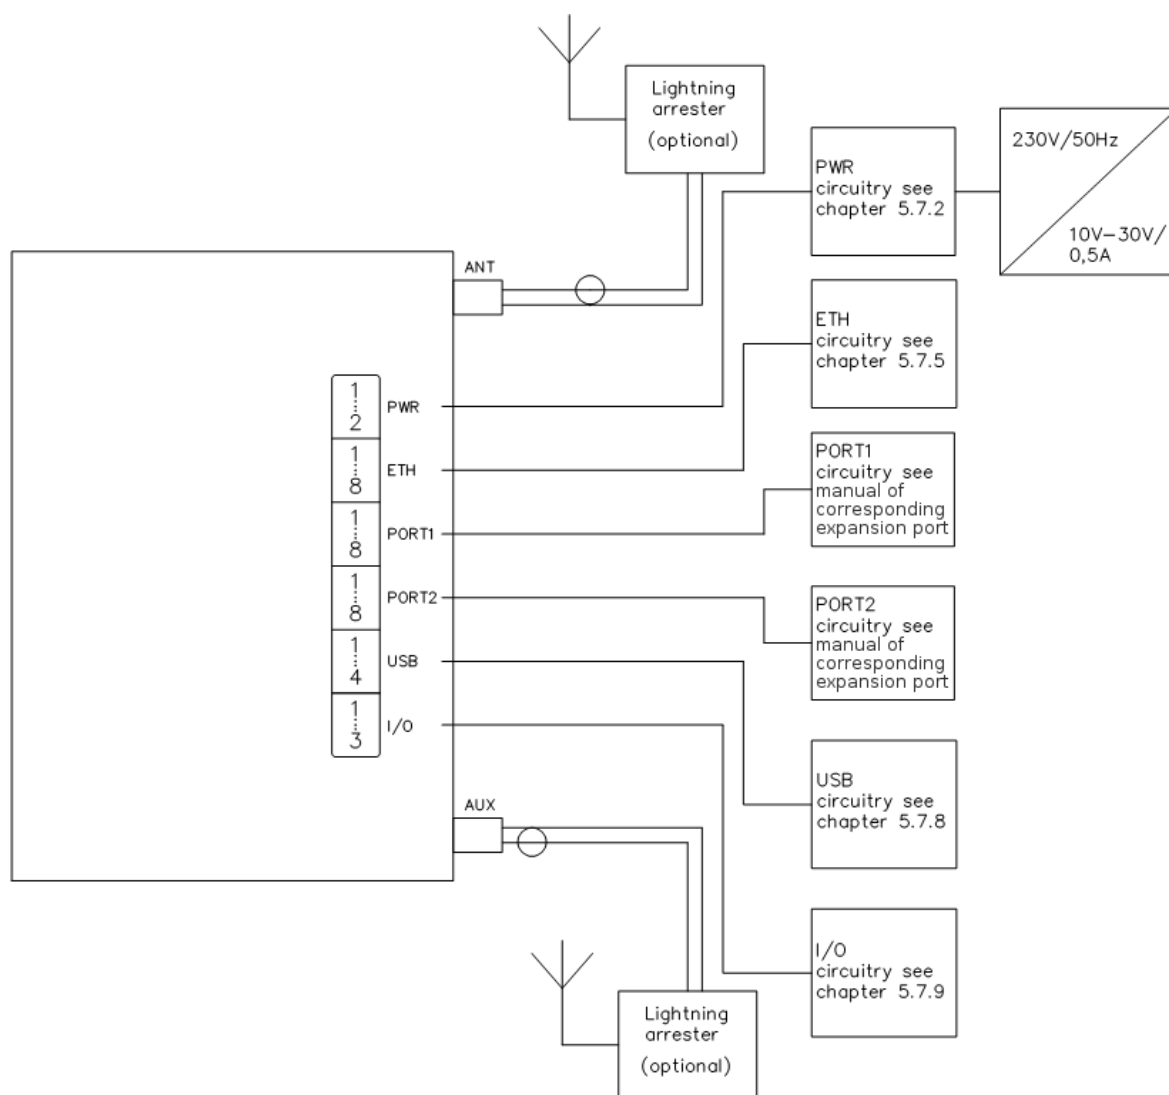 Lightning
arrester
(optional)
230V/50Hz
10V-30V/
0,5A
PWR
circuitry see
chapter 5.7.2
ANT
ETH
circuitry see
chapter 5.7.5
1
2
PWR
1
8
ETH
1
8
PORT1
1
8
PORT2
1
4
USB
1
3
I/O
PORT1
circuitry see
manual of
corresponding
expansion port
PORT2
circuitry see
manual of
corresponding
expansion port
USB
circuitry see
chapter 5.7.8
AUX
I/O
circuitry see
chapter 5.7.9
Lightning
arrester
(optional)